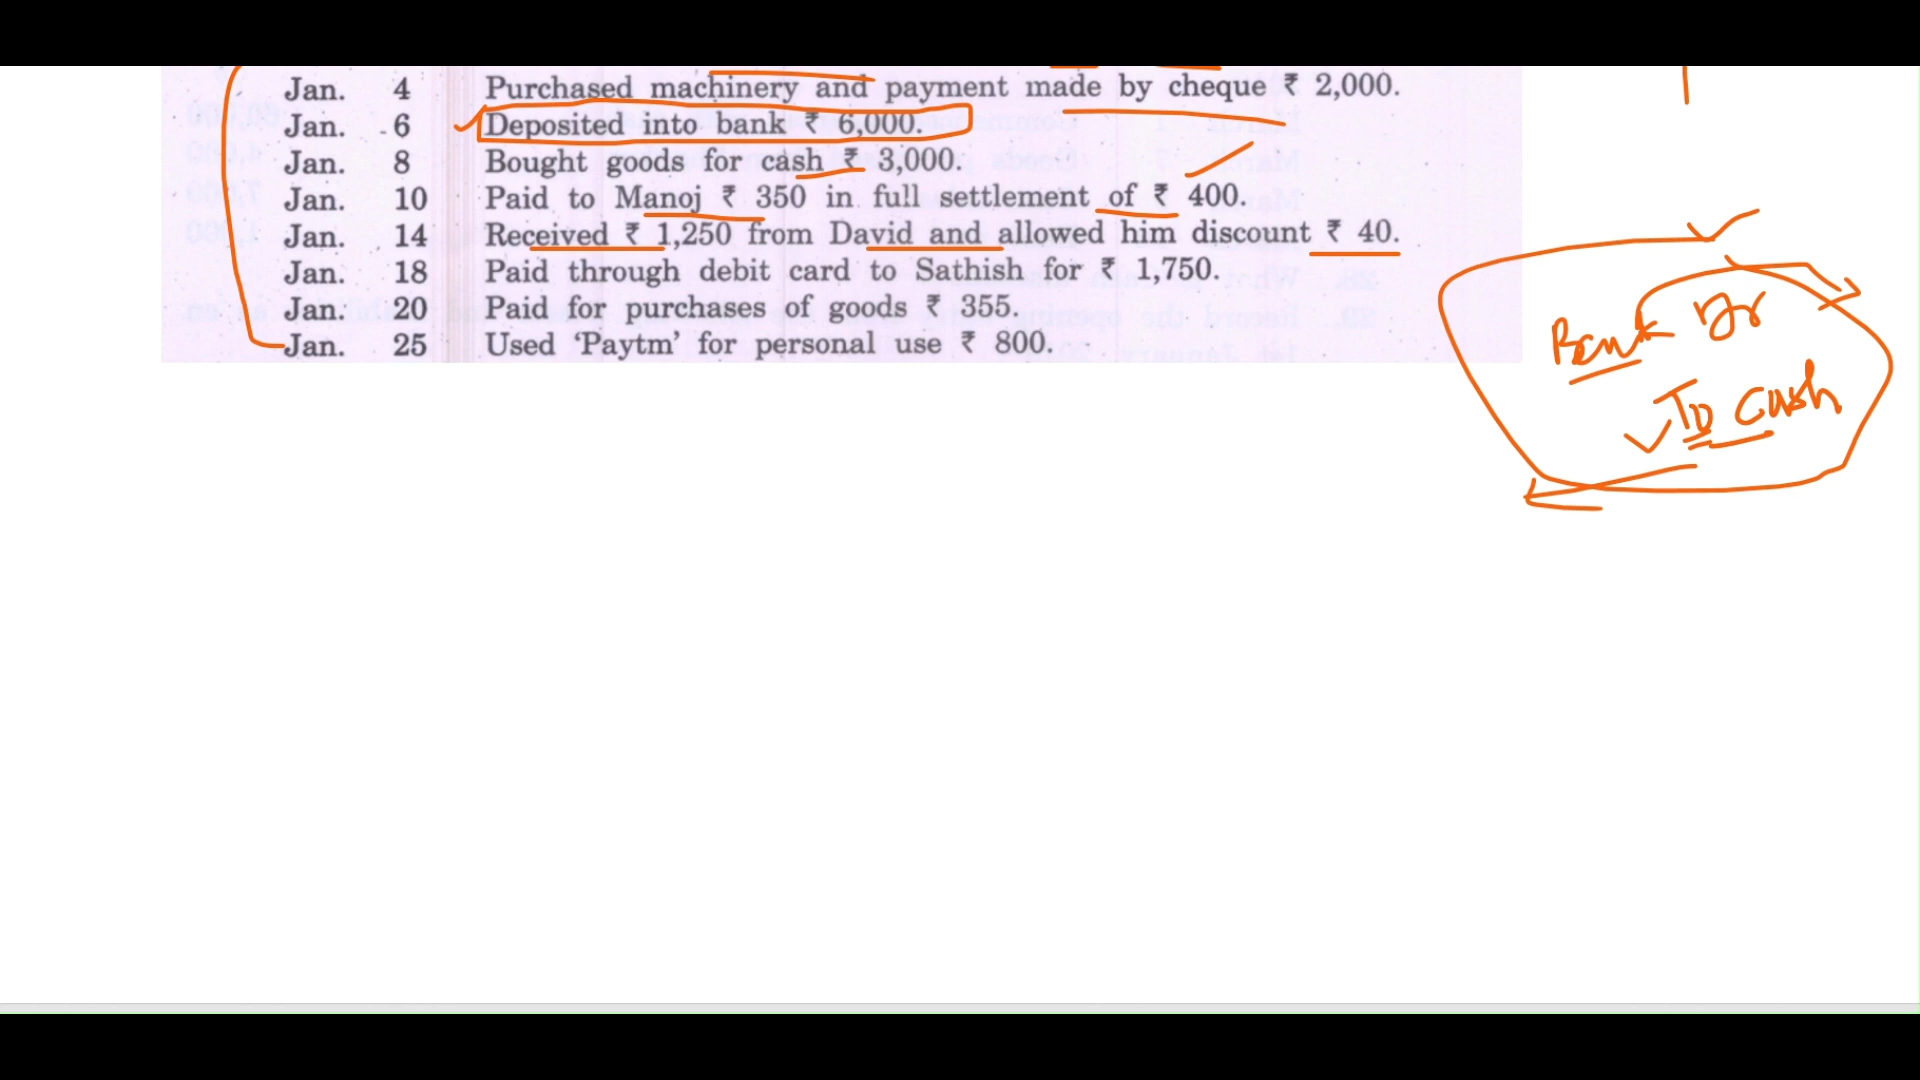 Jan. 4 Purchased machinery and payment made by cheque ₹ 2,000.
Jan. 6 Deposited into bank ₹ 6,000.
Jan. 8 Bought goods for cash ₹ 3,000.
Jan. 10 Paid to Manoj ₹ 350 in full settlement of ₹ 400.
Jan. 14 Received ₹ 1,250 from David and allowed him discount ₹ 40.
Jan. 18 Paid through debit card to Sathish for ₹ 1,750.
Jan. 20 Paid for purchases of goods ₹ 355.
Jan. 25 Used ‘Paytm’ for personal use ₹ 800.
Bank Dr
To Cash